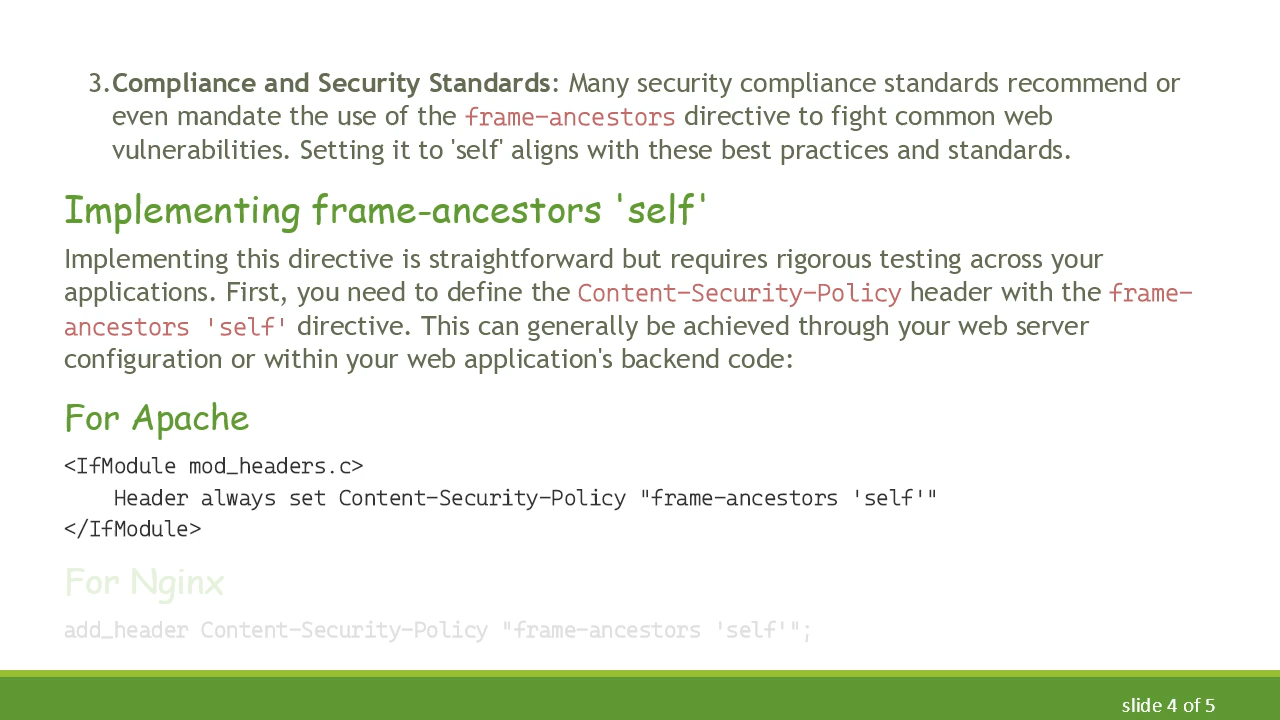 3.Compliance and Security Standards: Many security compliance standards recommend or
even mandate the use of the frame-ancestors directive to fight common web
vulnerabilities. Setting it to 'self' aligns with these best practices and standards.
Implementing frame-ancestors 'self'
Implementing this directive is straightforward but requires rigorous testing across your
applications. First, you need to define the Content-Security-Policy header with the frame-
ancestors 'self' directive. This can generally be achieved through your web server
configuration or within your web application's backend code:
For Apache
<IfModule mod_headers.c>
    Header always set Content-Security-Policy "frame-ancestors 'self'"
</IfModule>
For Nginx
add_header Content-Security-Policy "frame-ancestors 'self'";
slide 4 of 5